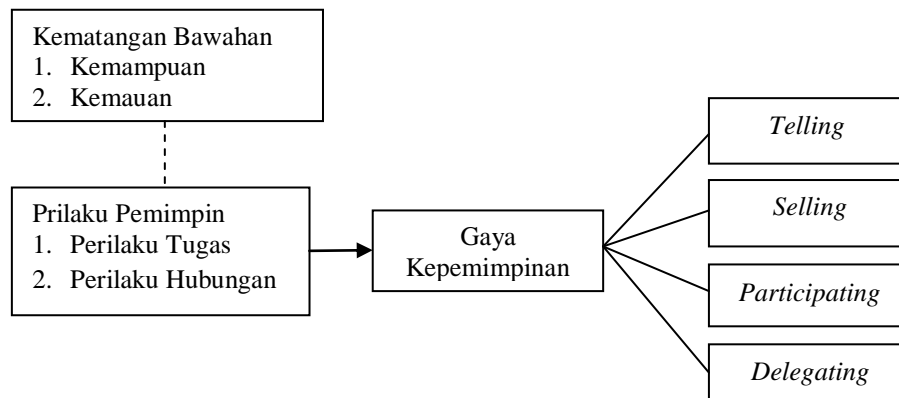 Kematangan Bawahan
1. Kemampuan
2. Kemauan
Prilaku Pemimpin
1. Perilaku Tugas
2. Perilaku Hubungan
Gaya
Kepemimpinan
Telling
Selling
Participating
Delegating